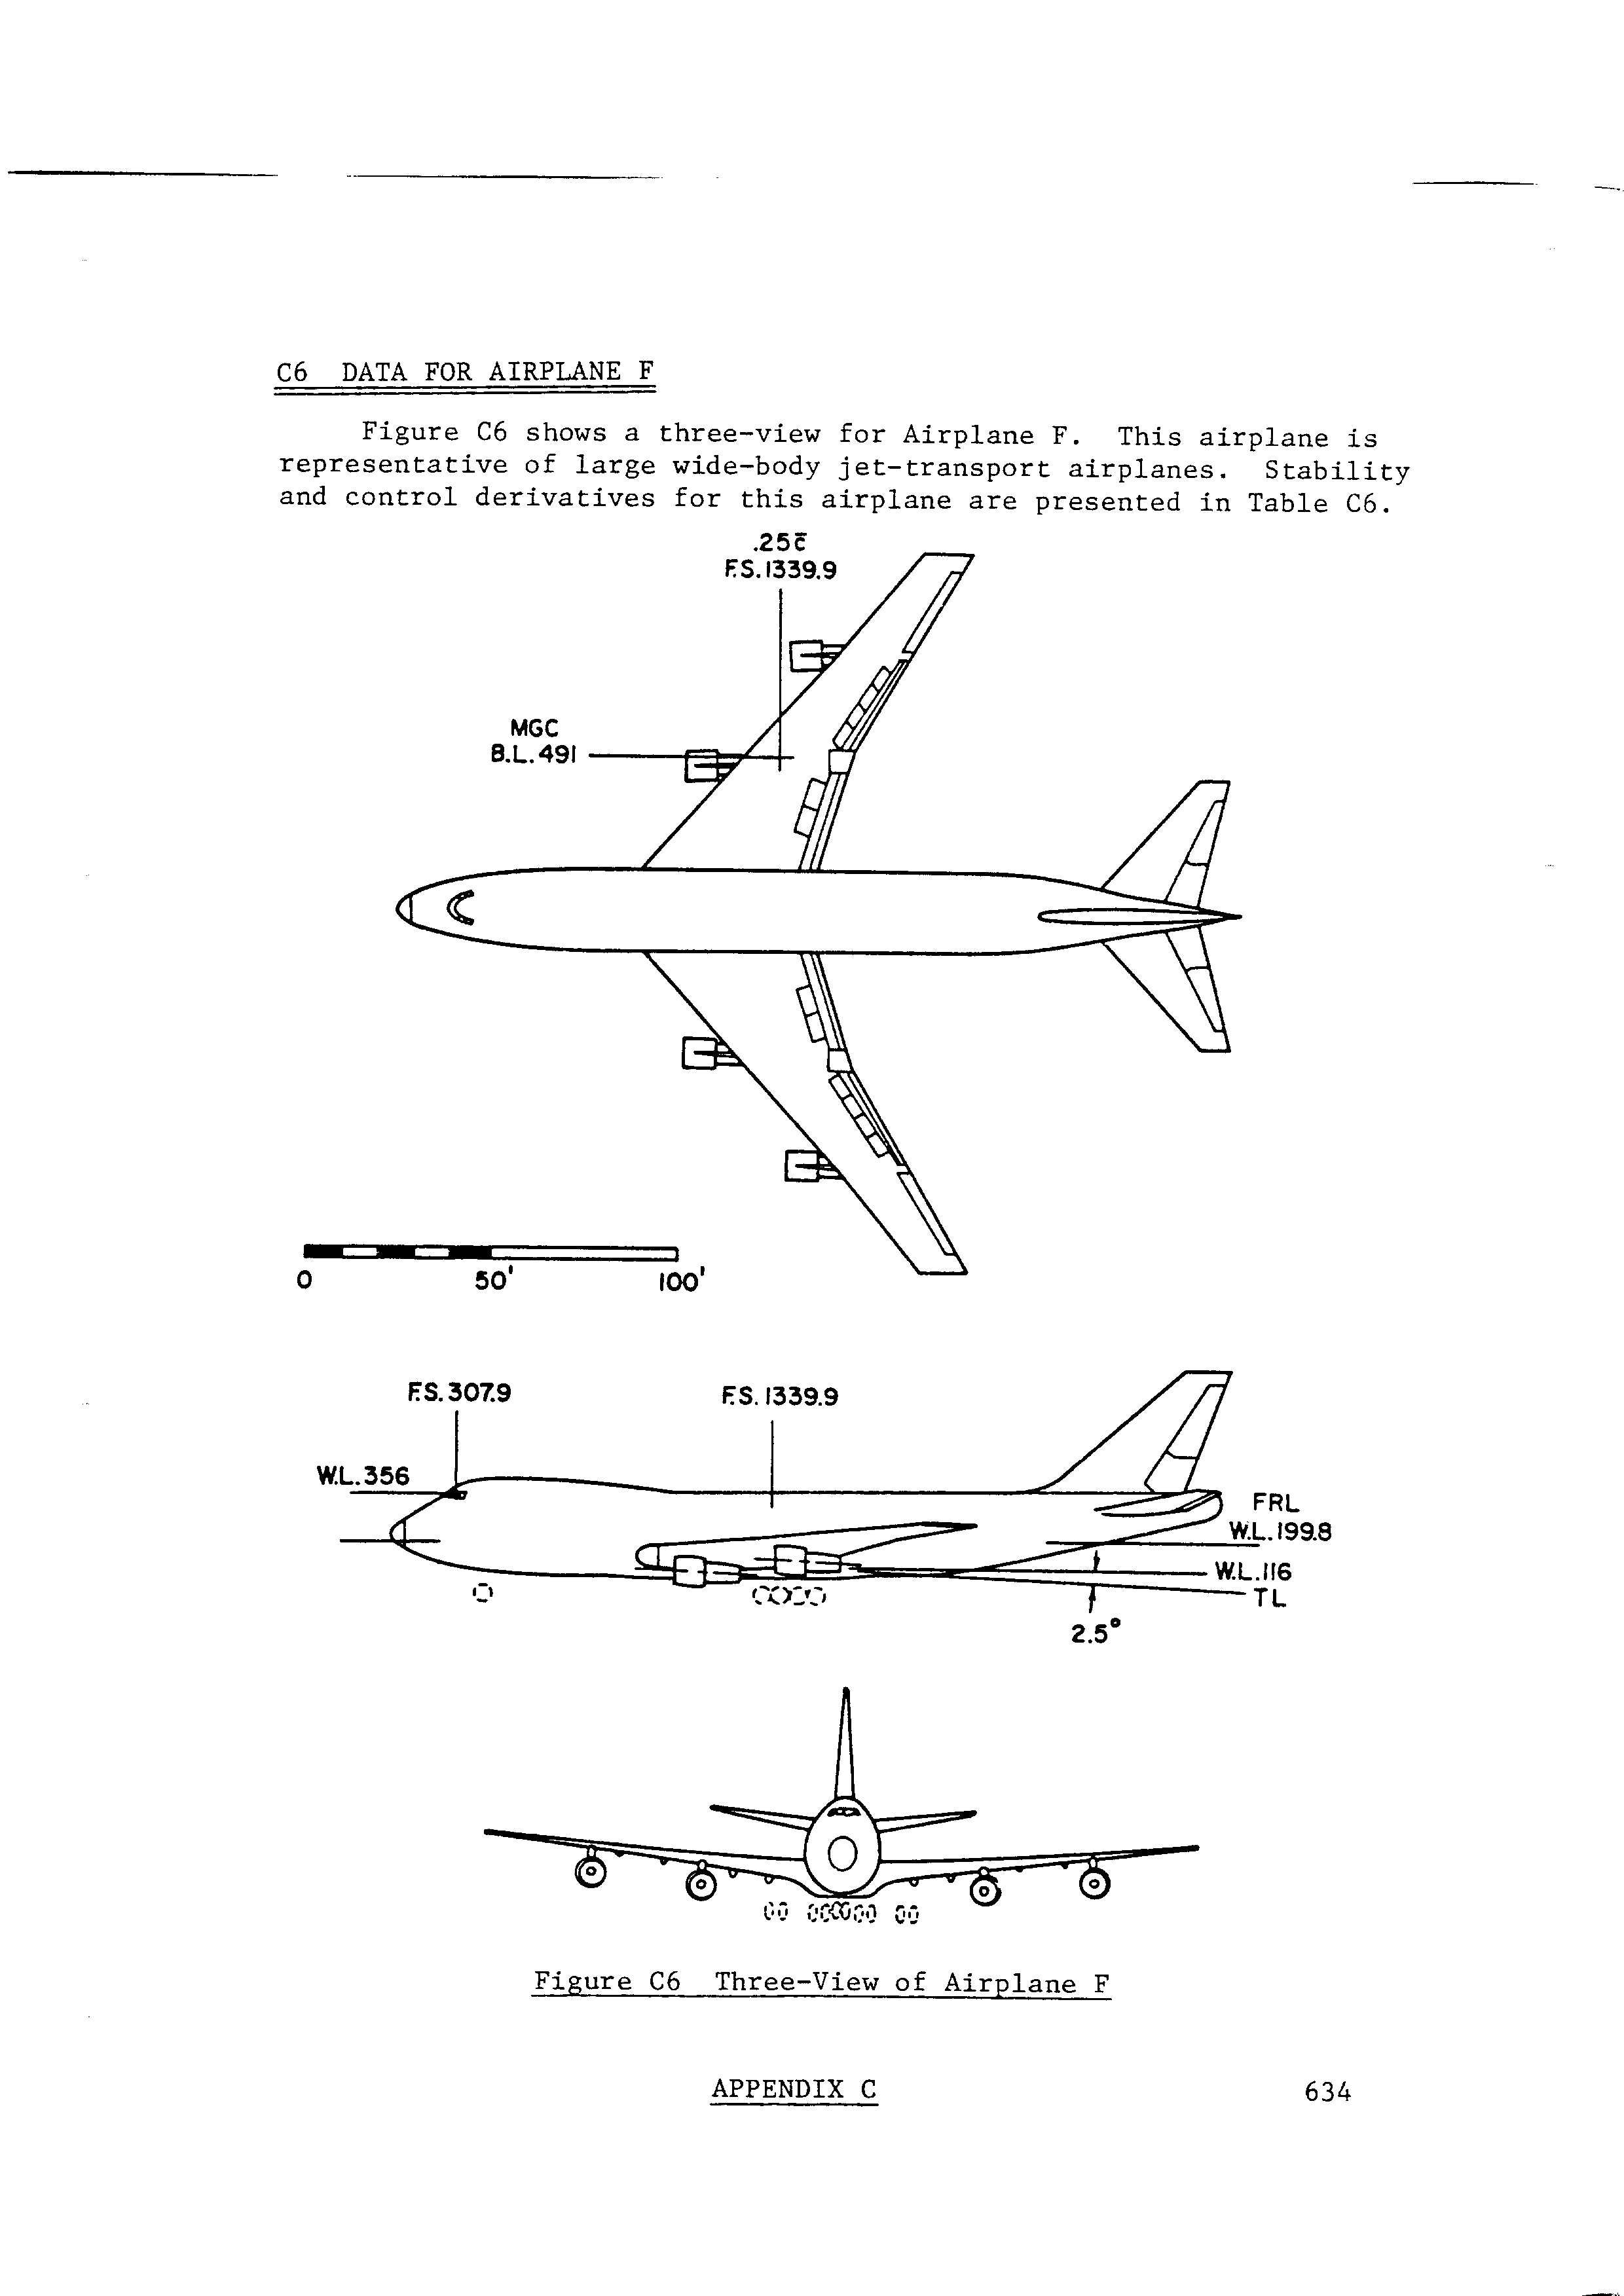 C6 DATA FOR AIRPLANE F
Figure C6 shows a three-view for Airplane F. This airplane is
representative of large wide-body jet-transport airplanes. Stability
and control derivatives for this airplane are presented in Table C6.
.25c̄
F.S.1339.9
MGC
B.L.491
0 50' 100'
F.S.307.9 F.S.1339.9
W.L.356
FRL
W.L.199.8
W.L.116
TL
2.5°
Figure C6 Three-View of Airplane F
APPENDIX C 634